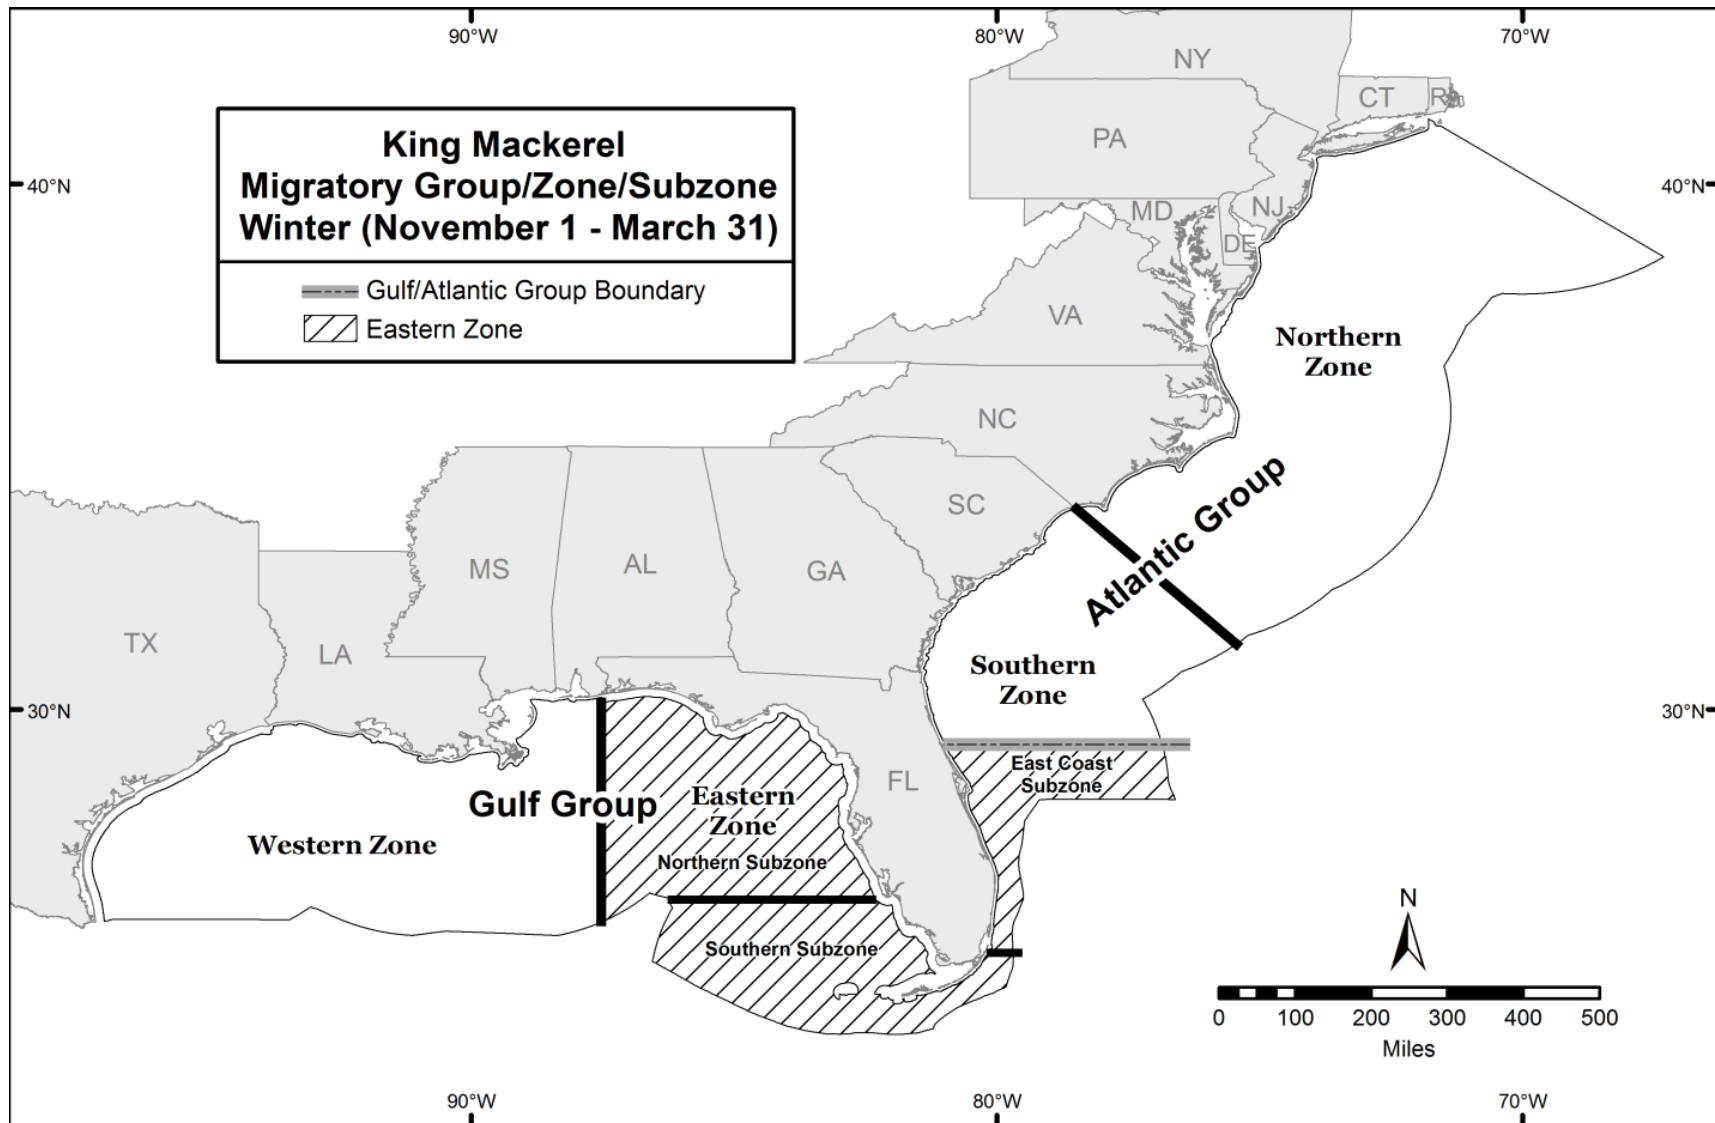 90°W
80°W
70°W
NY
CT
RI
PA
King Mackerel
Migratory Group/Zone/Subzone
Winter (November 1 - March 31)
40°N
40°N
MD
NJ
DE
Gulf/Atlantic Group Boundary
Eastern Zone
VA
Northern
Zone
NC
SC
Atlantic Group
MS
AL
GA
TX
LA
Southern
Zone
30°N
30°N
East Coast
Subzone
FL
Gulf Group
Eastern
Zone
Western Zone
Northern Subzone
Southern Subzone
N
0 100 200 300 400 500
Miles
90°W
80°W
70°W